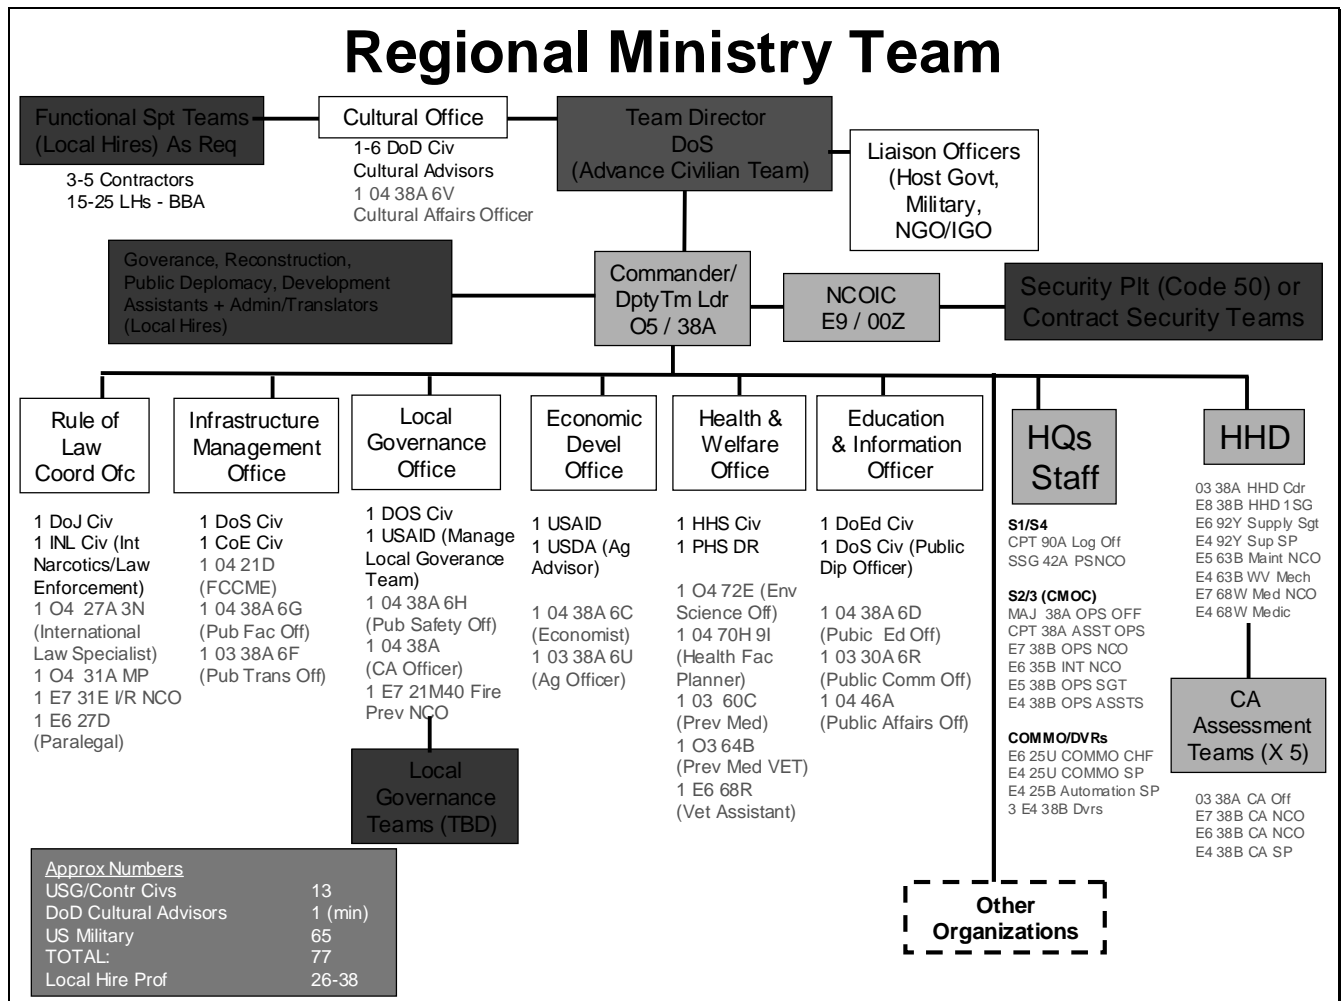 Regional Ministry Team
Functional Spt Teams
(Local Hires) As Req
3-5 Contractors
15-25 LHs - BBA
Cultural Office
1-6 DoD Civ
Cultural Advisors
1 04 38A 6V
Cultural Affairs Officer
Team Director
DoS
(Advance Civilian Team)
Liaison Officers
(Host Govt,
Military,
NGO/IGO
Goverance, Reconstruction,
Public Deplomacy, Development
Assistants + Admin/Translators
(Local Hires)
Commander/
DptyTm Ldr
O5 / 38A
NCOIC
E9 / 00Z
Security Plt (Code 50) or
Contract Security Teams
Rule of
Law
Coord Ofc
1 DoJ Civ
1 INL Civ (Int
Narcotics/Law
Enforcement)
1 O4 27A 3N
(International
Law Specialist)
1 O4 31A MP
1 E7 31E I/R NCO
1 E6 27D
(Paralegal)
Infrastructure
Management
Office
1 DoS Civ
1 CoE Civ
1 04 21D
(FCCME)
1 04 38A 6G
(Pub Fac Off)
1 03 38A 6F
(Pub Trans Off)
Local
Governance
Office
1 DOS Civ
1 USAID (Manage
Local Goverance
Team)
1 04 38A 6H
(Pub Safety Off)
1 04 38A
(CA Officer)
1 E7 21M40 Fire
Prev NCO
Local
Governance
Teams (TBD)
Economic
Devel
Office
1 USAID
1 USDA (Ag
Advisor)
1 04 38A 6C
(Economist)
1 03 38A 6U
(Ag Officer)
Health &
Welfare
Office
1 HHS Civ
1 PHS DR
1 O4 72E (Env
Science Off)
1 04 70H 9I
(Health Fac
Planner)
1 03 60C
(Prev Med)
1 O3 64B
(Prev Med VET)
1 E6 68R
(Vet Assistant)
Education
& Information
Officer
1 DoEd Civ
1 DoS Civ (Public
Dip Officer)
1 04 38A 6D
(Pubic Ed Off)
1 03 30A 6R
(Public Comm Off)
1 04 46A
(Public Affairs Off)
HQs
Staff
S1/S4
CPT 90A Log Off
SSG 42A PSNCO
S2/3 (CMOC)
MAJ 38A OPS OFF
CPT 38A ASST OPS
E7 38B OPS NCO
E6 35B INT NCO
E5 38B OPS SGT
E4 38B OPS ASSTS
COMMO/DVRs
E6 25U COMMO CHF
E4 25U COMMO SP
E4 25B Automation SP
3 E4 38B Dvrs
HHD
03 38A HHD Cdr
E8 38B HHD 1SG
E6 92Y Supply Sgt
E4 92Y Sup SP
E5 63B Maint NCO
E4 63B WV Mech
E7 68W Med NCO
E4 68W Medic
CA
Assessment
Teams (X 5)
03 38A CA Off
E7 38B CA NCO
E6 38B CA NCO
E4 38B CA SP
Other
Organizations
Approx Numbers
USG/Contr Civs 13
DoD Cultural Advisors 1 (min)
US Military 65
TOTAL: 77
Local Hire Prof 26-38